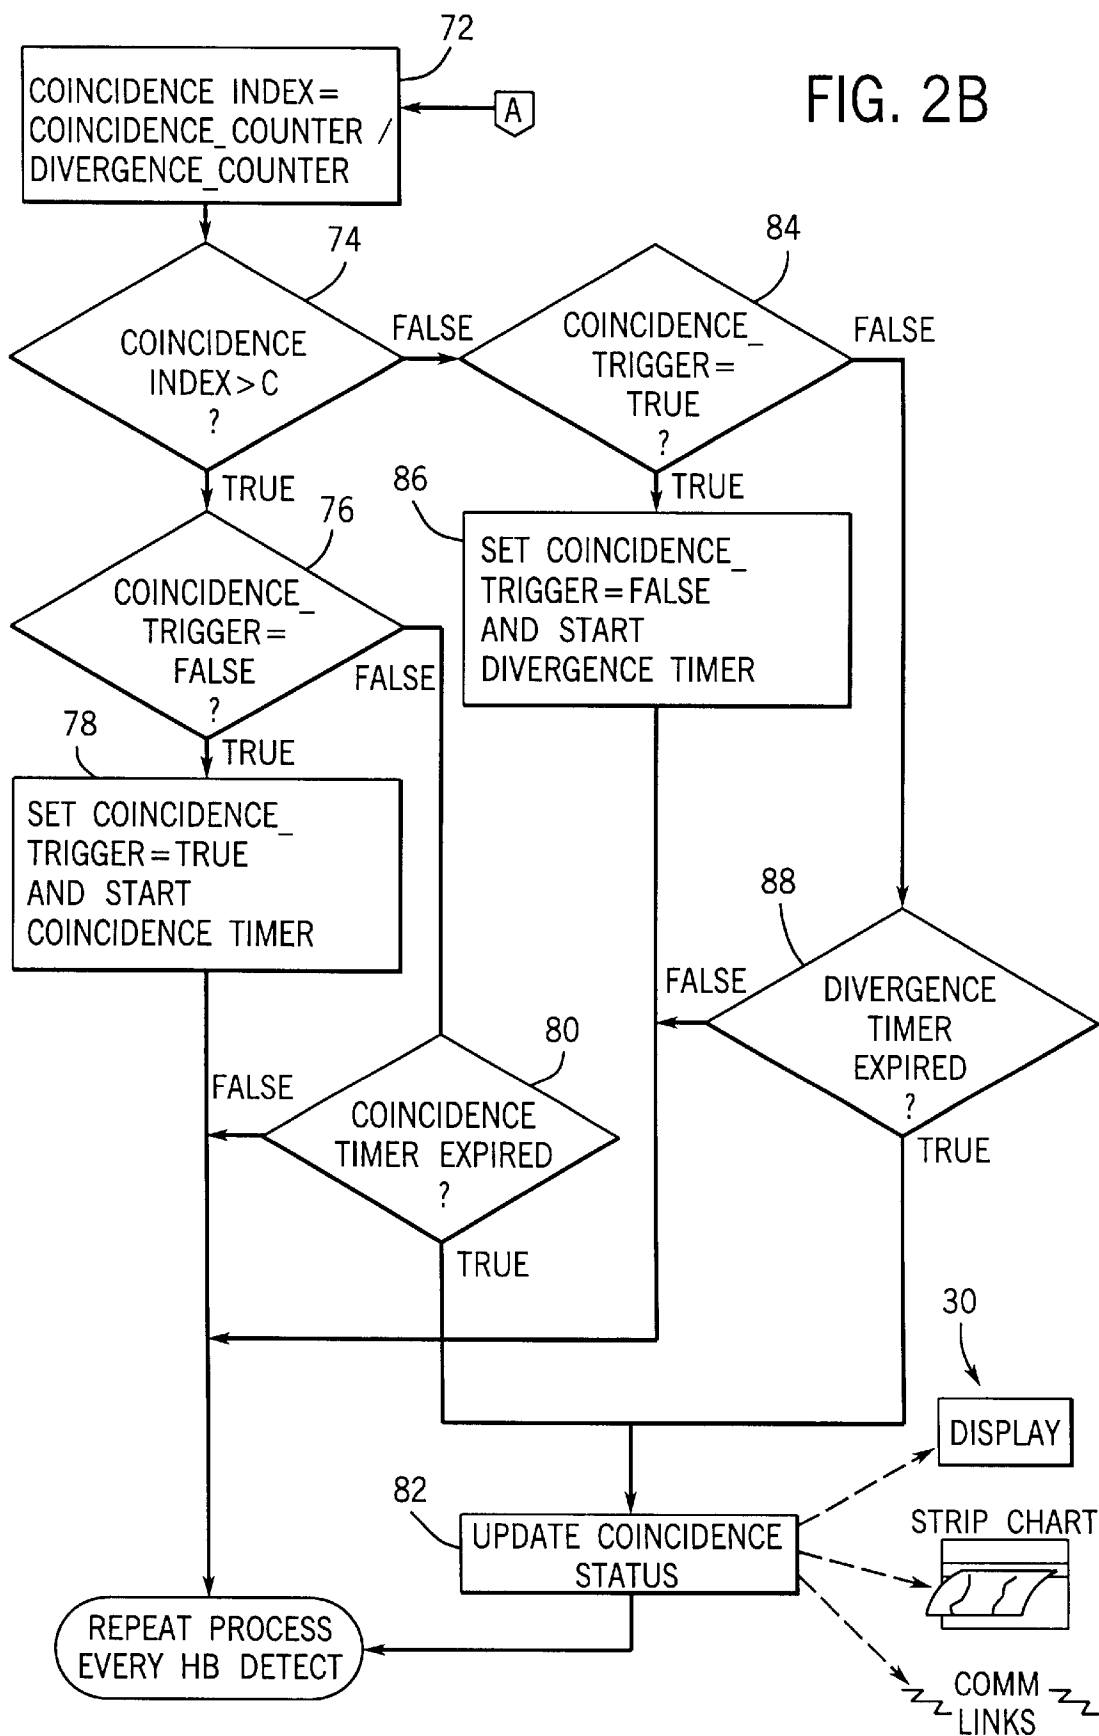 72
COINCIDENCE INDEX=
COINCIDENCE_COUNTER /
DIVERGENCE_COUNTER
A
FIG. 2B
74
COINCIDENCE
INDEX>C
?
FALSE
TRUE
84
COINCIDENCE_
TRIGGER=
TRUE
?
FALSE
TRUE
76
COINCIDENCE_
TRIGGER=
FALSE
?
FALSE
TRUE
86
SET COINCIDENCE_
TRIGGER=FALSE
AND START
DIVERGENCE TIMER
78
SET COINCIDENCE_
TRIGGER=TRUE
AND START
COINCIDENCE TIMER
88
DIVERGENCE
TIMER
EXPIRED
?
FALSE
TRUE
80
COINCIDENCE
TIMER EXPIRED
?
FALSE
TRUE
30
DISPLAY
82
UPDATE COINCIDENCE
STATUS
STRIP CHART
COMM
LINKS
REPEAT PROCESS
EVERY HB DETECT